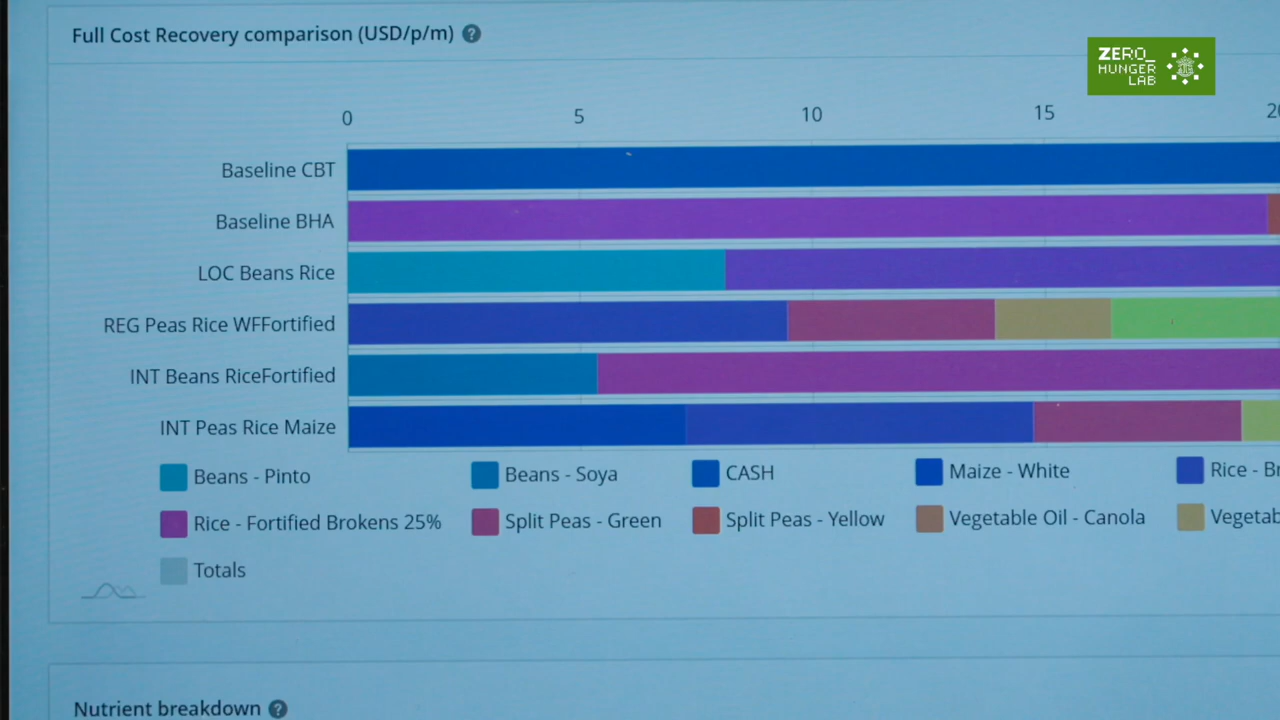 Full Cost Recovery comparison (USD/p/m) ?
ZERO_
HUNGER
LAB
0 5 10 15
Baseline CBT
Baseline BHA
LOC Beans Rice
REG Peas Rice WFFortified
INT Beans RiceFortified
INT Peas Rice Maize
Beans - Pinto Beans - Soya CASH Maize - White Rice -
Rice - Fortified Brokens 25% Split Peas - Green Split Peas - Yellow Vegetable Oil - Canola
Totals
Nutrient breakdown ?